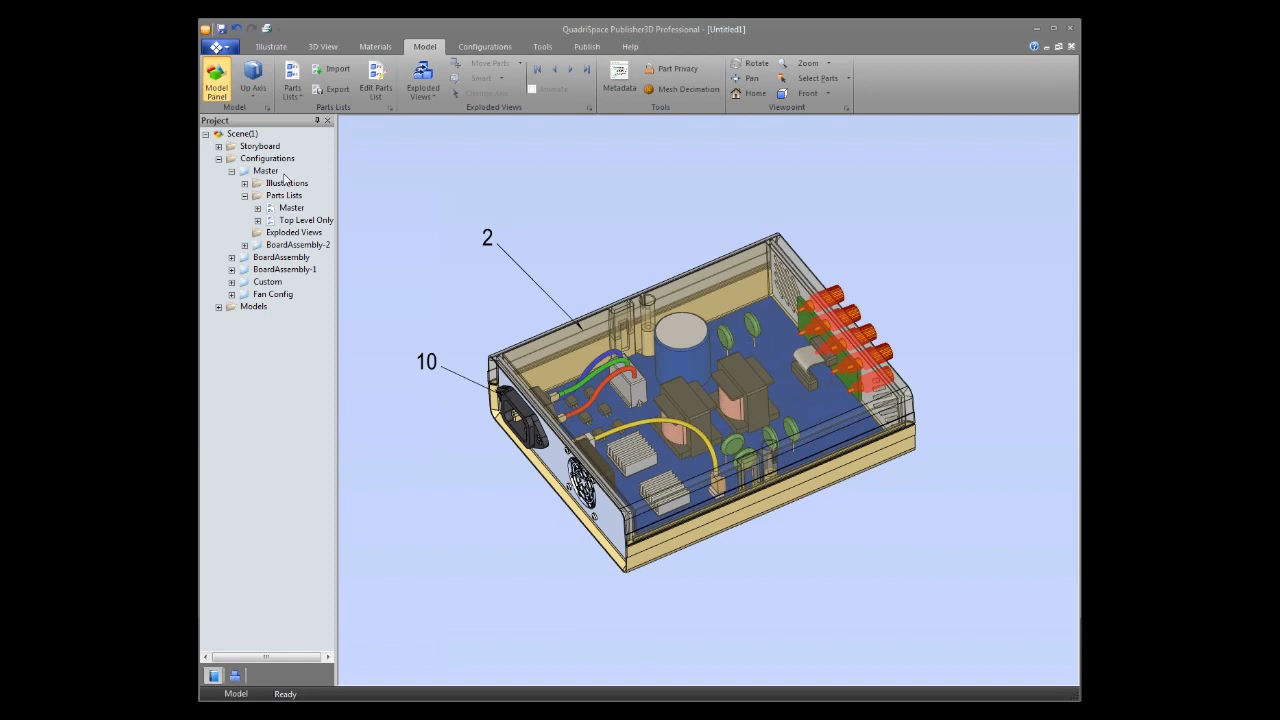 QuadriSpace Publisher3D Professional - [Untitled1]
Illustrate 3D View Materials Model Configurations Tools Publish Help
Model Panel
Up Axis
Model
Parts Lists
Import
Export
Edit Parts List
Parts Lists
Exploded Views
Move Parts
Smart
Animate
Exploded Views
Metadata
Part Privacy
Mesh Decimation
Tools
Rotate
Pan
Home
Zoom
Select Parts
Front
Viewpoint
Project
Scene(1)
Storyboard
Configurations
Master
Illustrations
Parts Lists
Master
Top Level Only
Exploded Views
BoardAssembly-2
BoardAssembly
BoardAssembly-1
Custom
Fan Config
Models
2
10
Model Ready